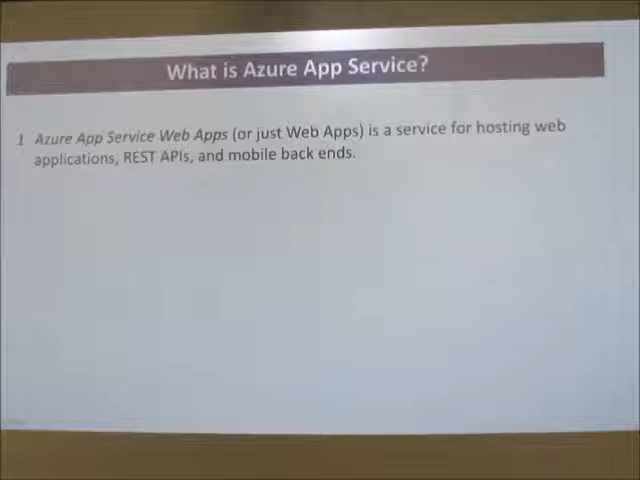 What is Azure App Service?
1 Azure App Service Web Apps (or just Web Apps) is a service for hosting web
applications, REST APIs, and mobile back ends.